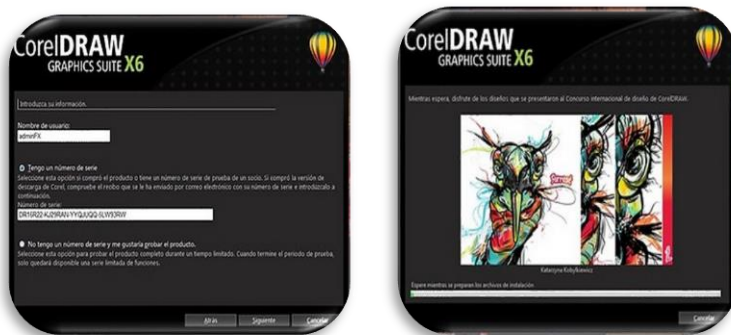 CorelDRAW
GRAPHICS SUITE X6
Introduzca su información.
Nombre de usuario:
adminFX
Tengo un número de serie
Seleccione esta opción si compró el producto o tiene un número de serie de prueba de un socio. Si compró la versión de
descarga de Corel, compruebe el recibo que se le ha enviado por correo electrónico con su número de serie e introdúzcalo a
continuación.
Número de serie:
No tengo un número de serie y me gustaría probar el producto.
Seleccione esta opción para probar el producto completo durante un tiempo limitado. Cuando termine el periodo de prueba,
solo quedará disponible una serie limitada de funciones.
Atrás
Siguiente
Cancelar
CorelDRAW
GRAPHICS SUITE X6
Mientras espera, disfrute de los diseños que se presentaron al Concurso internacional de diseño de CorelDRAW.
Katarzyna
Espere mientras se preparan los archivos de instalación
Cancelar